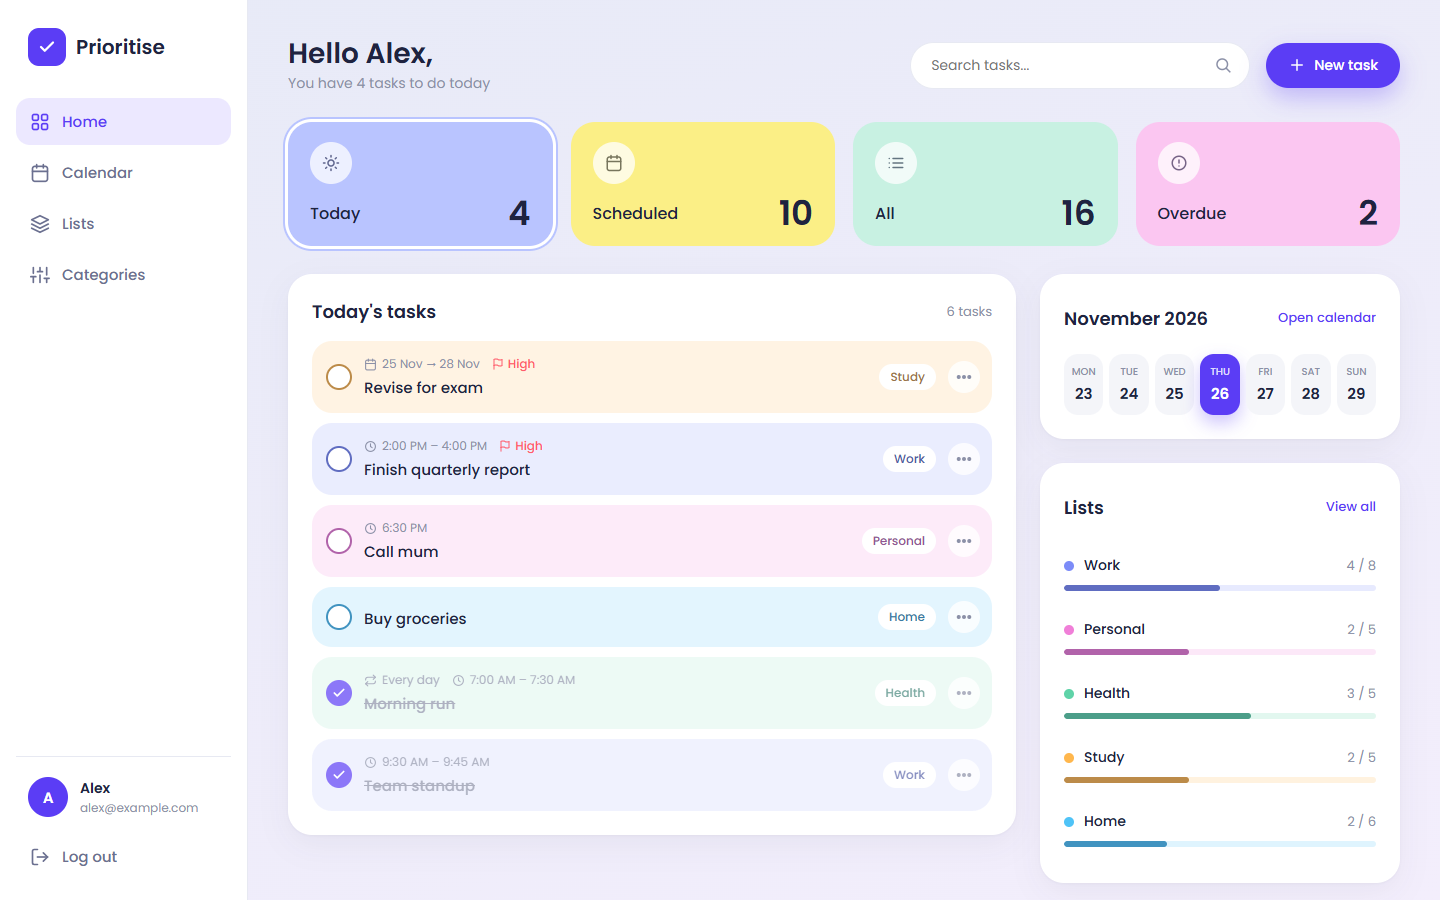 Prioritise
Home
Calendar
Lists
Categories
A
Alex
alex@example.com
Log out
Hello Alex,
You have 4 tasks to do today
Search tasks...
New task
Today
4
Scheduled
10
All
16
Overdue
2
Today's tasks
6 tasks
25 Nov → 28 Nov High
Revise for exam
Study
2:00 PM – 4:00 PM High
Finish quarterly report
Work
6:30 PM
Call mum
Personal
Buy groceries
Home
Every day 7:00 AM – 7:30 AM
Morning run
Health
9:30 AM – 9:45 AM
Team standup
Work
November 2026
Open calendar
MON TUE WED THU FRI SAT SUN
23 24 25 26 27 28 29
Lists
View all
Work 4 / 8
Personal 2 / 5
Health 3 / 5
Study 2 / 5
Home 2 / 6